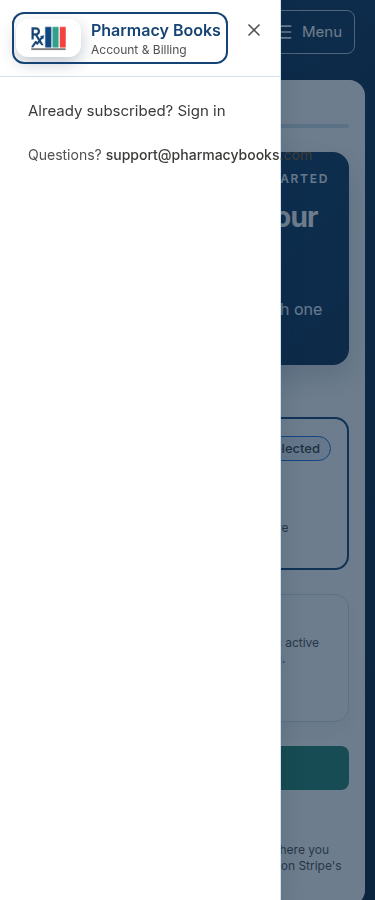 Rx
Pharmacy Books
Account & Billing
Menu
Already subscribed? Sign in
Questions? support@pharmacybooks.com
ARTED
our
h one
lected
e
active
.
here you
on Stripe's